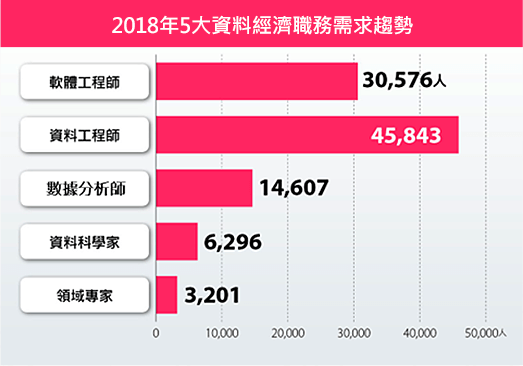 2018年5大資料經濟職務需求趨勢
軟體工程師 30,576人
資料工程師 45,843
數據分析師 14,607
資料科學家 6,296
領域專家 3,201
0 10,000 20,000 30,000 40,000 50,000人